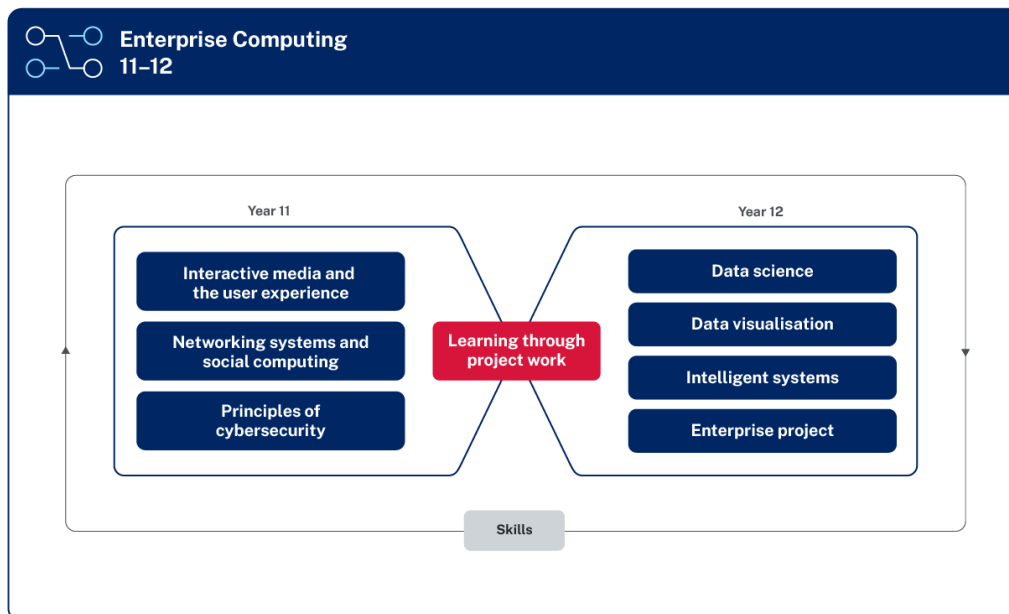 Enterprise Computing
11–12
Year 11
Interactive media and
the user experience
Networking systems and
social computing
Principles of
cybersecurity
Learning through
project work
Year 12
Data science
Data visualisation
Intelligent systems
Enterprise project
Skills